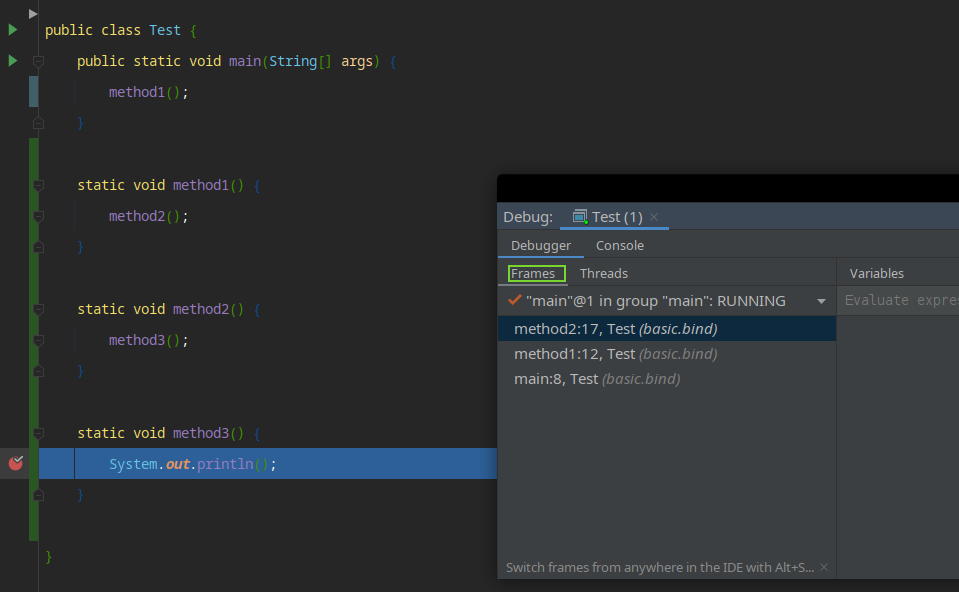 public class Test {
public static void main(String[] args) {
method1();
}
static void method1() {
method2();
}
static void method2() {
method3();
}
static void method3() {
System.out.println();
}
}
Debug: Test (1) ×
Debugger Console
Frames Threads Variables
"main"@1 in group "main": RUNNING
Evaluate expres
method2:17, Test (basic.bind)
method1:12, Test (basic.bind)
main:8, Test (basic.bind)
Switch frames from anywhere in the IDE with Alt+S... ×